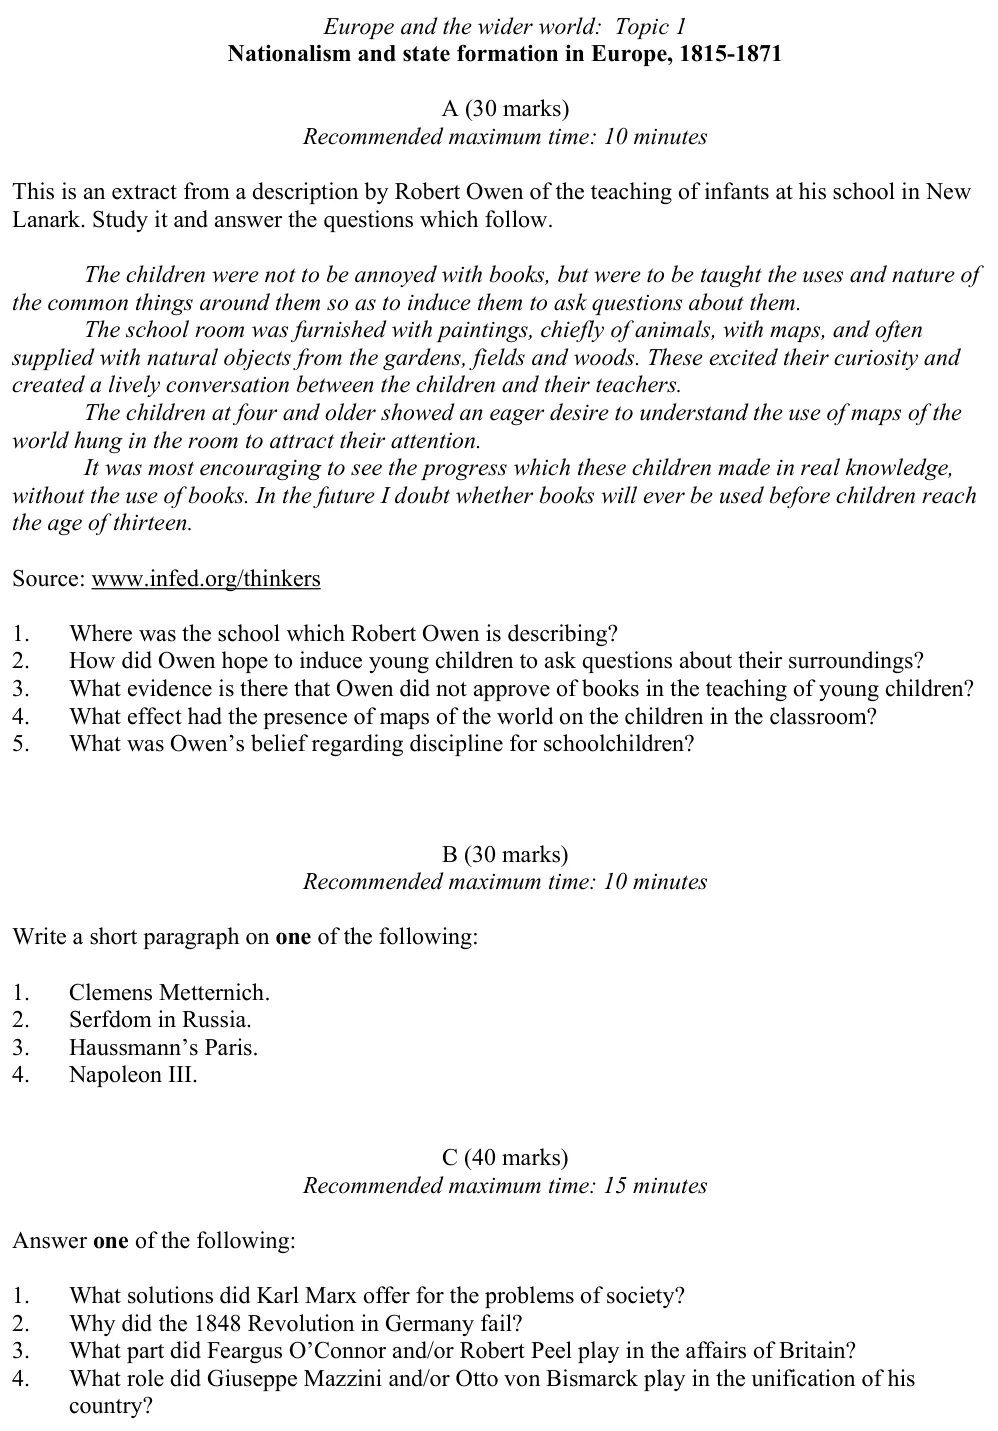 Europe and the wider world:  Topic 1
Nationalism and state formation in Europe, 1815-1871
A (30 marks)
Recommended maximum time: 10 minutes
This is an extract from a description by Robert Owen of the teaching of infants at his school in New
Lanark. Study it and answer the questions which follow.
The children were not to be annoyed with books, but were to be taught the uses and nature of
the common things around them so as to induce them to ask questions about them.
The school room was furnished with paintings, chiefly of animals, with maps, and often
supplied with natural objects from the gardens, fields and woods. These excited their curiosity and
created a lively conversation between the children and their teachers.
The children at four and older showed an eager desire to understand the use of maps of the
world hung in the room to attract their attention.
It was most encouraging to see the progress which these children made in real knowledge,
without the use of books. In the future I doubt whether books will ever be used before children reach
the age of thirteen.
Source: www.infed.org/thinkers
1. Where was the school which Robert Owen is describing?
2. How did Owen hope to induce young children to ask questions about their surroundings?
3. What evidence is there that Owen did not approve of books in the teaching of young children?
4. What effect had the presence of maps of the world on the children in the classroom?
5. What was Owen's belief regarding discipline for schoolchildren?
B (30 marks)
Recommended maximum time: 10 minutes
Write a short paragraph on one of the following:
1. Clemens Metternich.
2. Serfdom in Russia.
3. Haussmann's Paris.
4. Napoleon III.
C (40 marks)
Recommended maximum time: 15 minutes
Answer one of the following:
1. What solutions did Karl Marx offer for the problems of society?
2. Why did the 1848 Revolution in Germany fail?
3. What part did Feargus O'Connor and/or Robert Peel play in the affairs of Britain?
4. What role did Giuseppe Mazzini and/or Otto von Bismarck play in the unification of his
country?